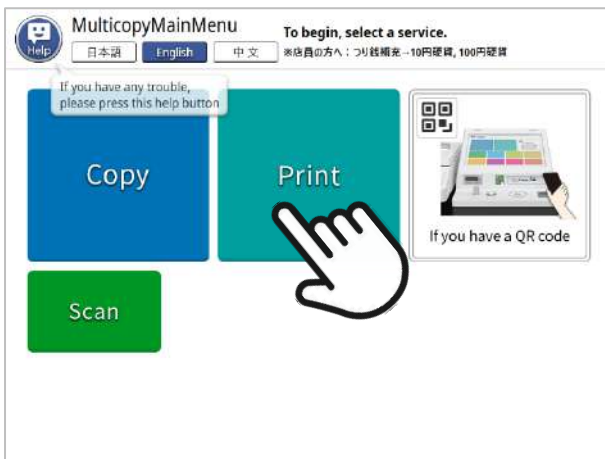 MulticopyMainMenu
To begin, select a service.
Help
日本語
English
中文
※店員の方へ：つり銭補充→10円硬貨, 100円硬貨
If you have any trouble,
please press this help button
Copy
Print
If you have a QR code
Scan